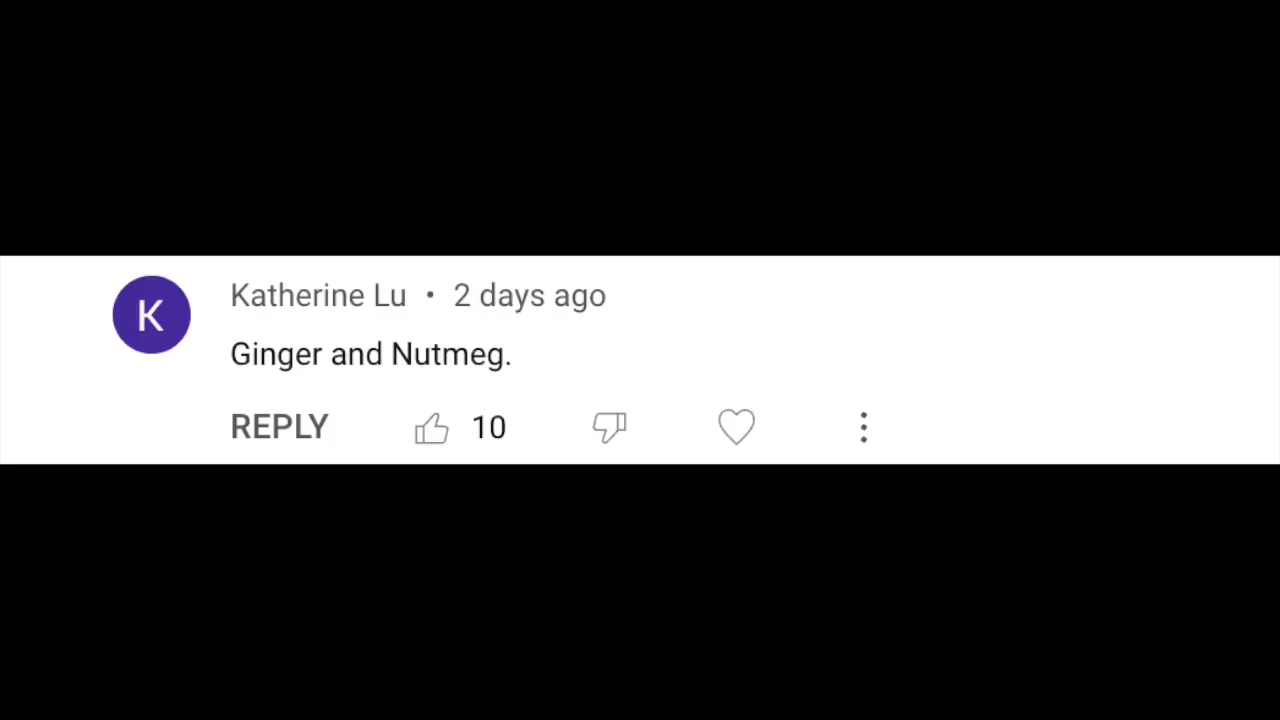 K
Katherine Lu • 2 days ago
Ginger and Nutmeg.
REPLY 10